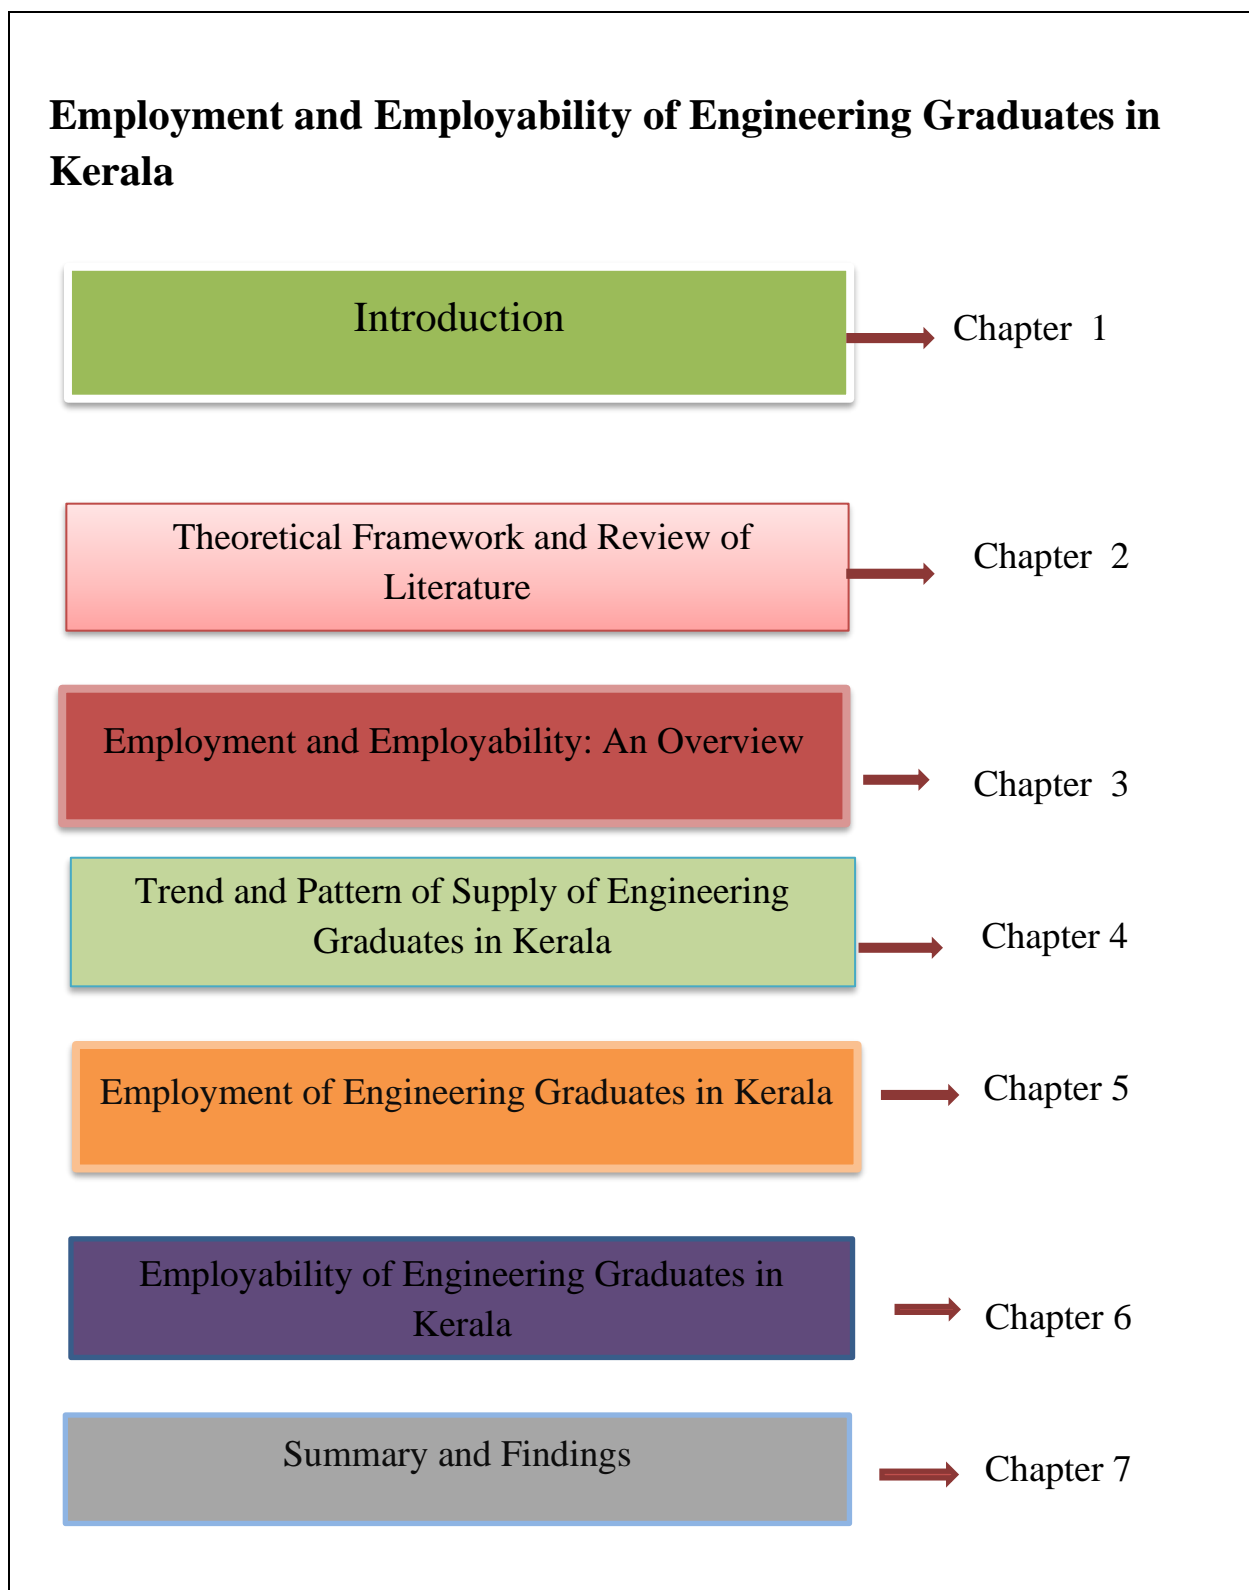 Employment and Employability of Engineering Graduates in
Kerala
Introduction
Chapter  1
Theoretical Framework and Review of
Literature
Chapter  2
Employment and Employability: An Overview
Chapter  3
Trend and Pattern of Supply of Engineering
Graduates in Kerala
Chapter 4
Employment of Engineering Graduates in Kerala
Chapter 5
Employability of Engineering Graduates in
Kerala
Chapter 6
Summary and Findings
Chapter 7